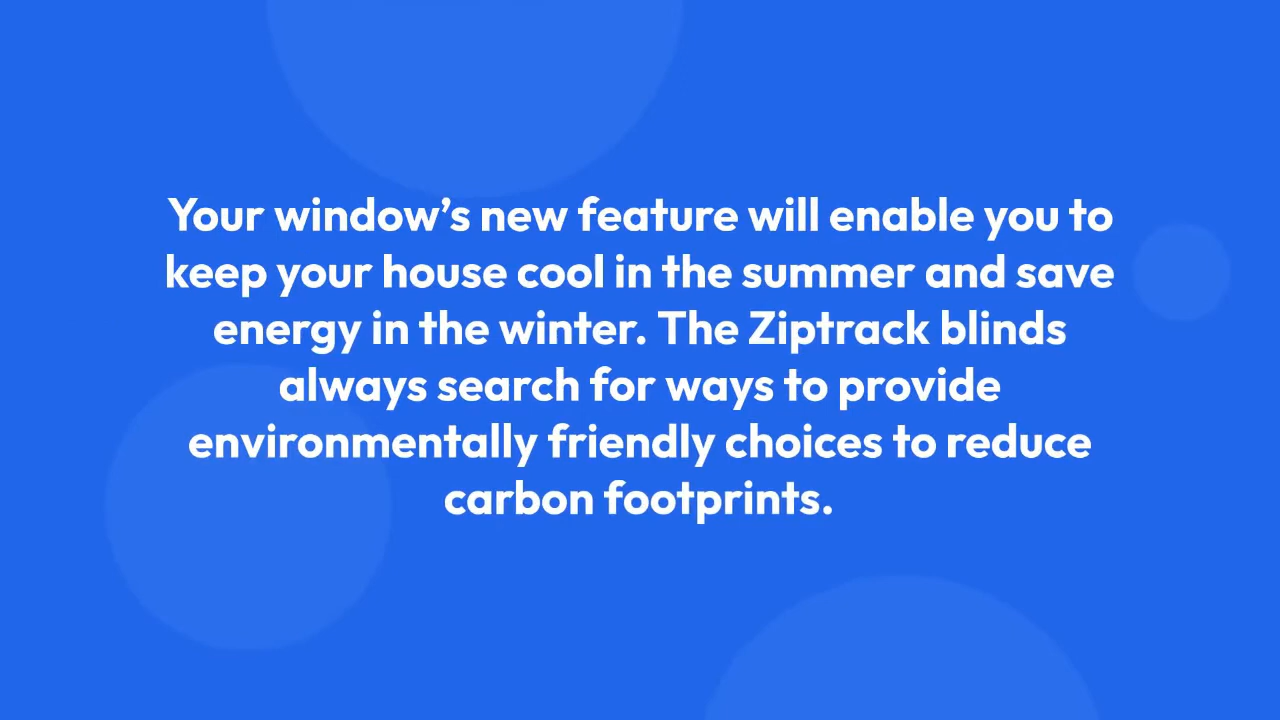 Your window’s new feature will enable you to
keep your house cool in the summer and save
energy in the winter. The Ziptrack blinds
always search for ways to provide
environmentally friendly choices to reduce
carbon footprints.